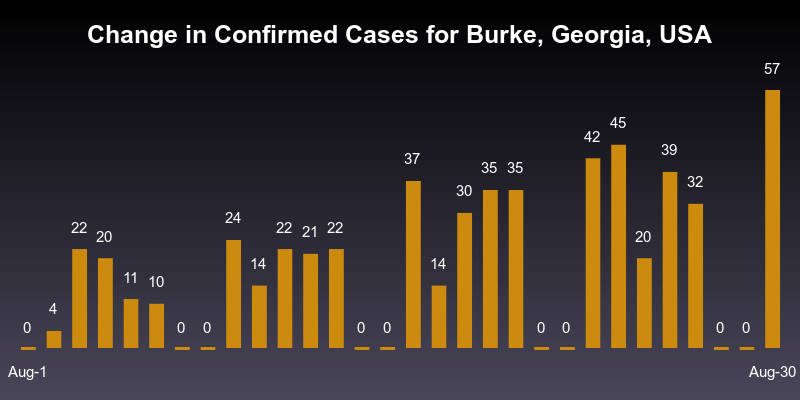 Change in Confirmed Cases for Burke, Georgia, USA
0 4 22 20 11 10 0 0 24 14 22 21 22 0 0 37 14 30 35 35 0 0 42 45 20 39 32 0 0 57
Aug-1 Aug-30